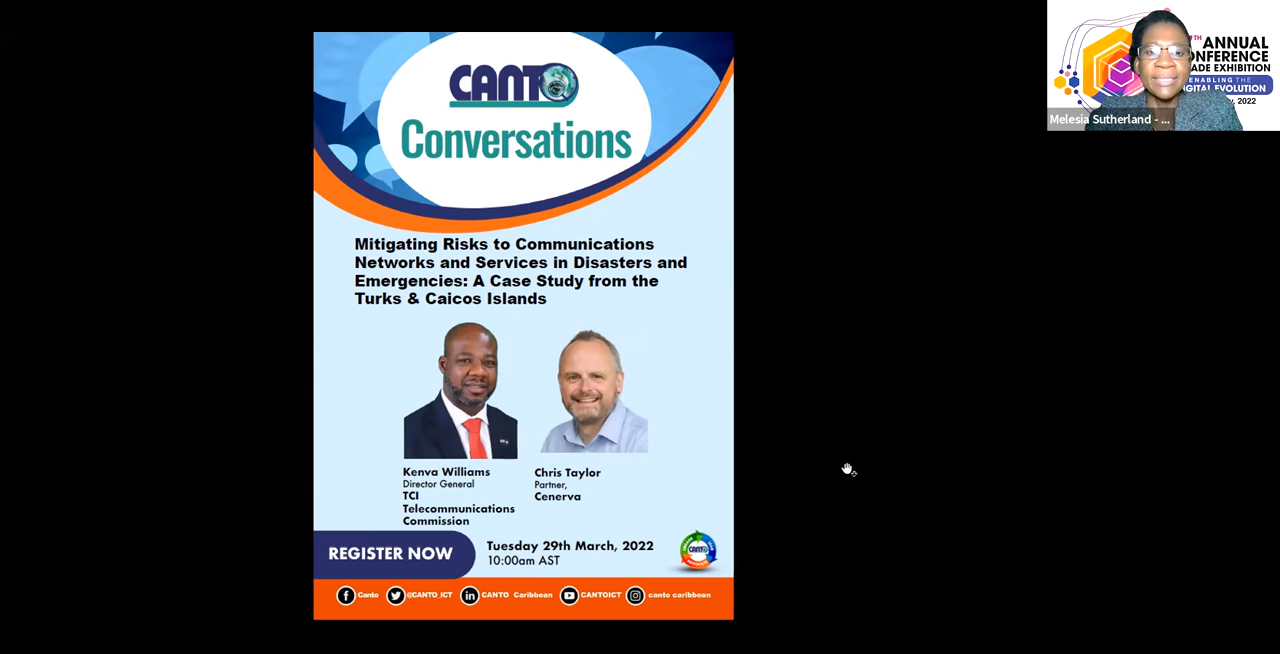 CANTO
Conversations
Mitigating Risks to Communications
Networks and Services in Disasters and
Emergencies: A Case Study from the
Turks & Caicos Islands
Kenva Williams
Director General
TCI
Telecommunications
Commission
Chris Taylor
Partner,
Cenerva
REGISTER NOW
Tuesday 29th March, 2022
10:00am AST
CANTO
Canto
@CANTO_ICT
CANTO Caribbean
CANTOICT
canto caribbean
TH ANNUAL
ONFERENCE
ADE EXHIBITION
ENABLING THE
IGITAL EVOLUTION
, 2022
Melesia Sutherland - ...